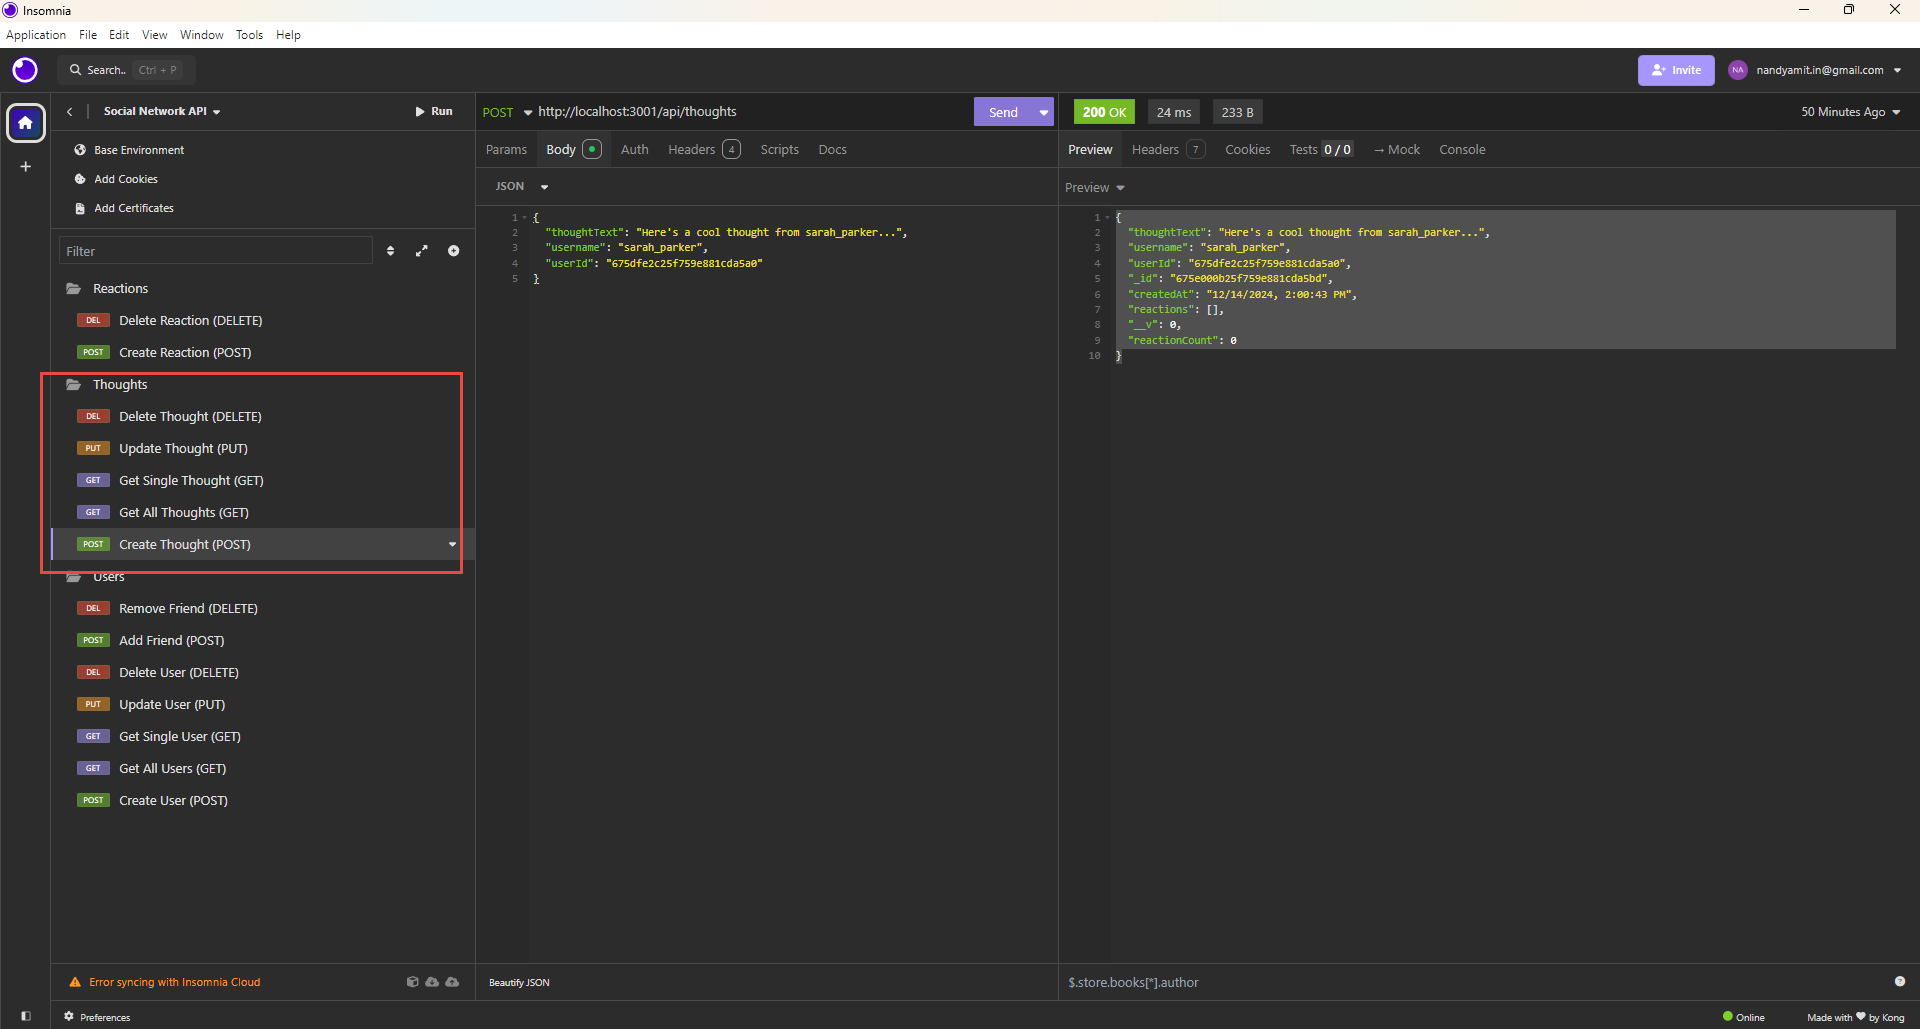 Insomnia
Application File Edit View Window Tools Help
Search.. Ctrl + P
Invite NA nandyamit.in@gmail.com
Social Network API Run
Base Environment
Add Cookies
Add Certificates
Filter
Reactions
DEL Delete Reaction (DELETE)
POST Create Reaction (POST)
Thoughts
DEL Delete Thought (DELETE)
PUT Update Thought (PUT)
GET Get Single Thought (GET)
GET Get All Thoughts (GET)
POST Create Thought (POST)
Users
DEL Remove Friend (DELETE)
POST Add Friend (POST)
DEL Delete User (DELETE)
PUT Update User (PUT)
GET Get Single User (GET)
GET Get All Users (GET)
POST Create User (POST)
Error syncing with Insomnia Cloud
Preferences
POST http://localhost:3001/api/thoughts Send
Params Body Auth Headers 4 Scripts Docs
JSON
1 {
2 "thoughtText": "Here's a cool thought from sarah_parker...",
3 "username": "sarah_parker",
4 "userId": "675dfe2c25f759e881cda5a0"
5 }
Beautify JSON
200 OK 24 ms 233 B 50 Minutes Ago
Preview Headers 7 Cookies Tests 0 / 0 → Mock Console
Preview
1 {
2 "thoughtText": "Here's a cool thought from sarah_parker...",
3 "username": "sarah_parker",
4 "userId": "675dfe2c25f759e881cda5a0",
5 "_id": "675e000b25f759e881cda5bd",
6 "createdAt": "12/14/2024, 2:00:43 PM",
7 "reactions": [],
8 "__v": 0,
9 "reactionCount": 0
10 }
$.store.books[*].author
Online Made with ♥ by Kong